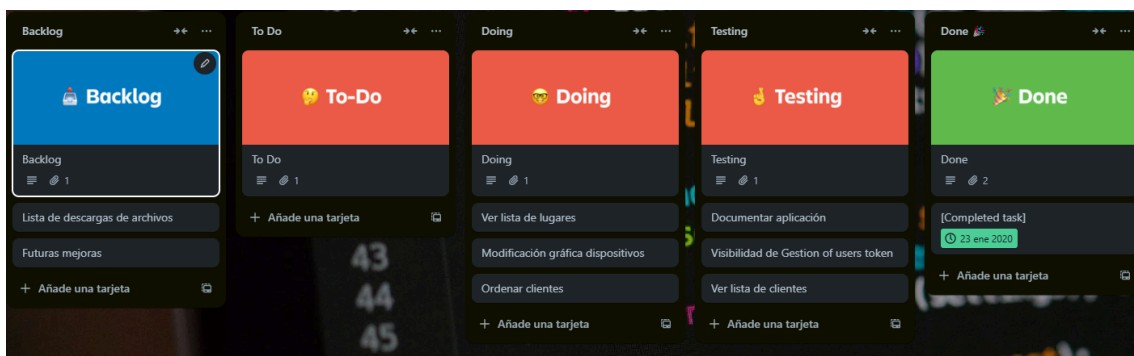 Backlog
Backlog
Backlog
1
Lista de descargas de archivos
Futuras mejoras
+ Añade una tarjeta
To Do
To-Do
To Do
1
+ Añade una tarjeta
Doing
Doing
Doing
1
Ver lista de lugares
Modificación gráfica dispositivos
Ordenar clientes
+ Añade una tarjeta
Testing
Testing
Testing
1
Documentar aplicación
Visibilidad de Gestion of users token
Ver lista de clientes
+ Añade una tarjeta
Done 🎉
Done
Done
2
[Completed task]
23 ene 2020
+ Añade una tarjeta
43
44
45